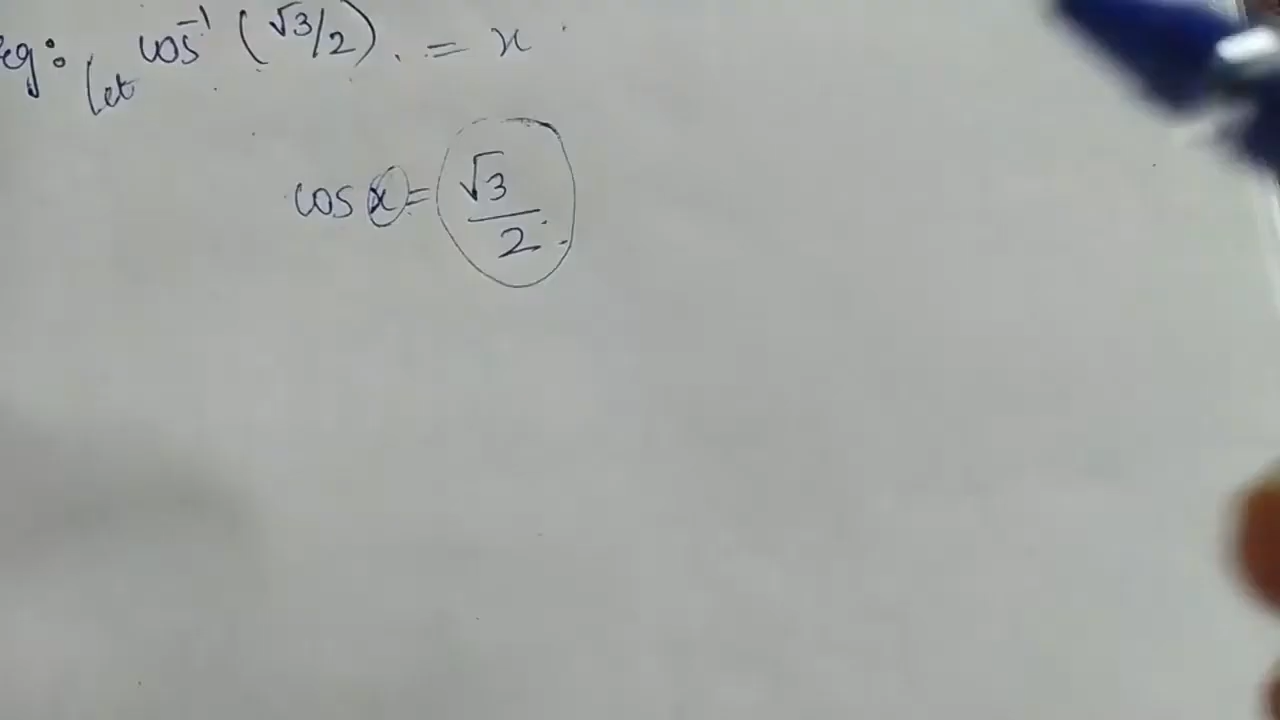 eg: Let cos⁻¹ (√3/2). = x
cos x = √3/2